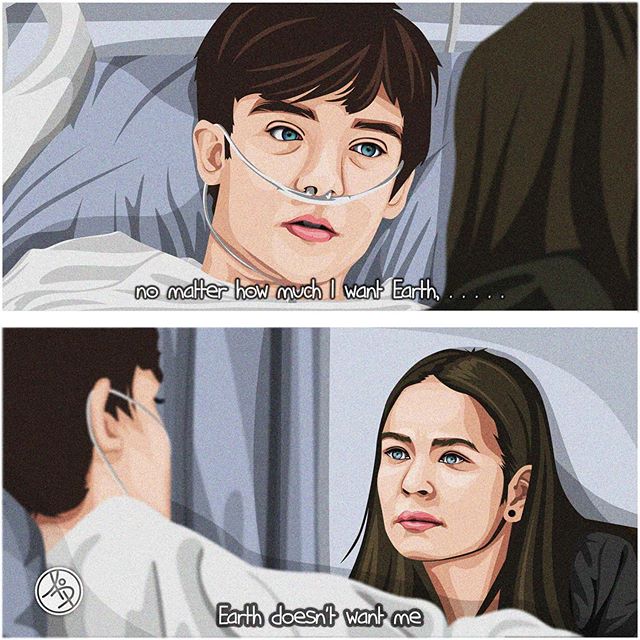 no matter how much I want Earth, . . . . .
Earth doesn't want me